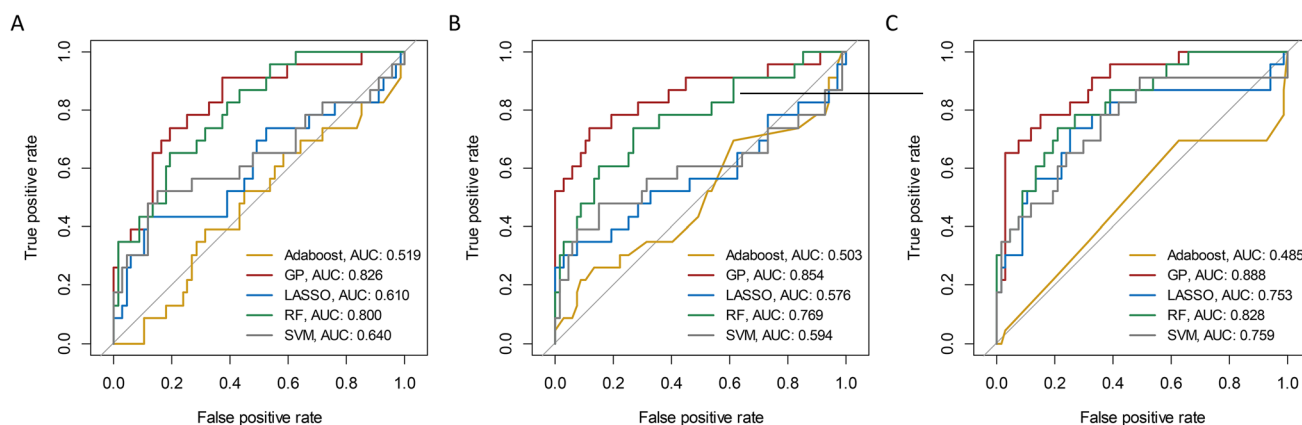 A
True positive rate
1.0
0.8
0.6
0.4
0.2
0.0
Adaboost, AUC: 0.519
GP, AUC: 0.826
LASSO, AUC: 0.610
RF, AUC: 0.800
SVM, AUC: 0.640
0.0 0.2 0.4 0.6 0.8 1.0
False positive rate
B
True positive rate
1.0
0.8
0.6
0.4
0.2
0.0
Adaboost, AUC: 0.503
GP, AUC: 0.854
LASSO, AUC: 0.576
RF, AUC: 0.769
SVM, AUC: 0.594
0.0 0.2 0.4 0.6 0.8 1.0
False positive rate
C
True positive rate
1.0
0.8
0.6
0.4
0.2
0.0
Adaboost, AUC: 0.485
GP, AUC: 0.888
LASSO, AUC: 0.753
RF, AUC: 0.828
SVM, AUC: 0.759
0.0 0.2 0.4 0.6 0.8 1.0
False positive rate